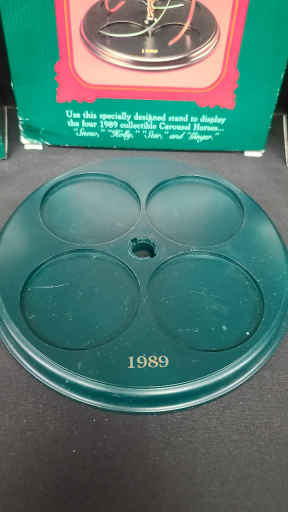 1989
Use this specially designed stand to display
the four 1989 collectible Carousel Horses...
"Snow," "Holly," "Star," and "Ginger."
1989